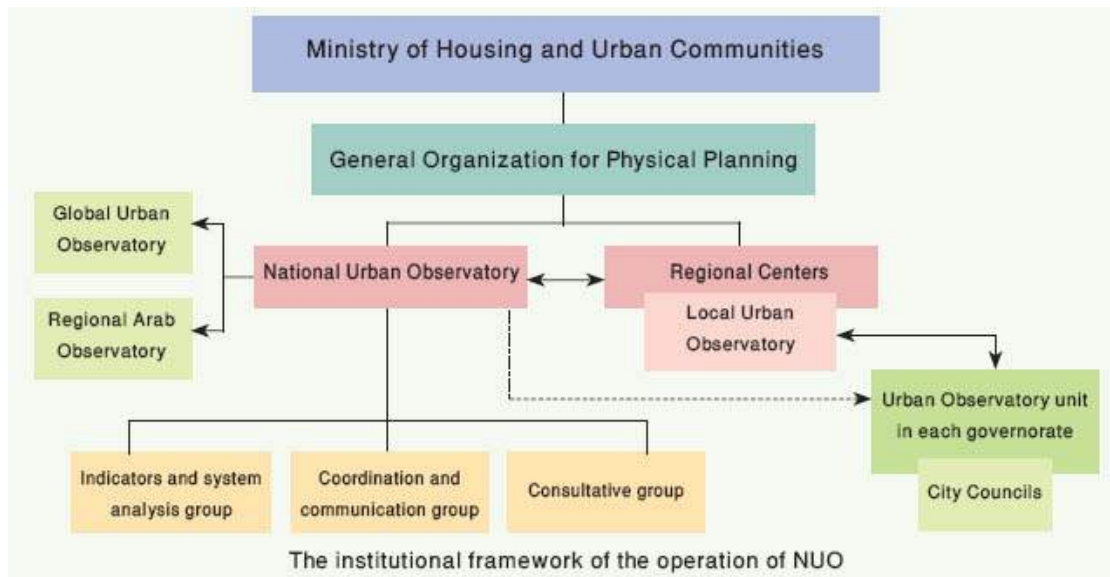 Ministry of Housing and Urban Communities
General Organization for Physical Planning
Global Urban
Observatory
National Urban Observatory
Regional Centers
Regional Arab
Observatory
Local Urban
Observatory
Urban Observatory unit
in each governorate
City Councils
Indicators and system
analysis group
Coordination and
communication group
Consultative group
The institutional framework of the operation of NUO